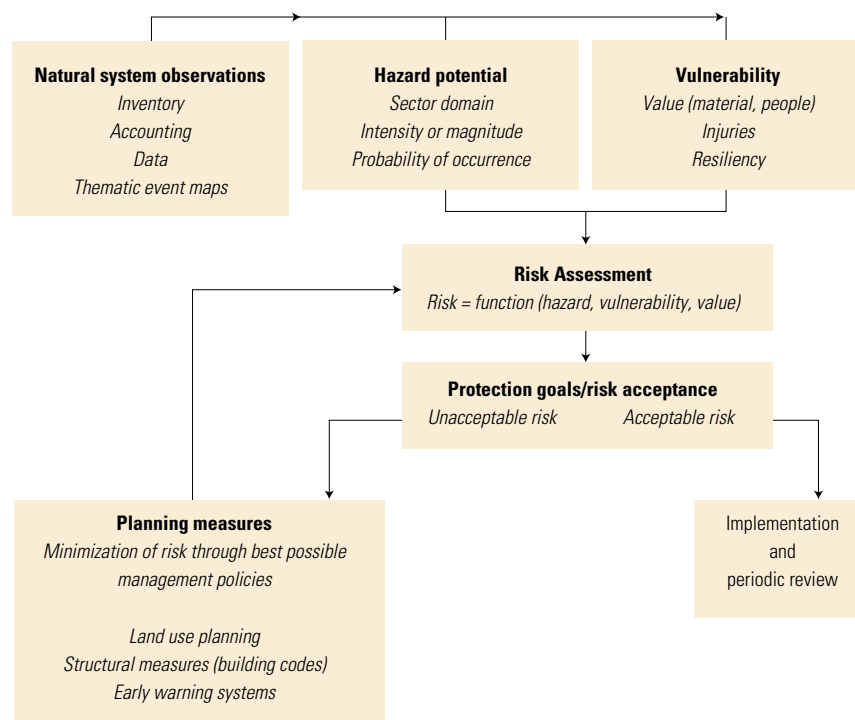 Natural system observations
Inventory
Accounting
Data
Thematic event maps
Hazard potential
Sector domain
Intensity or magnitude
Probability of occurrence
Vulnerability
Value (material, people)
Injuries
Resiliency
Risk Assessment
Risk = function (hazard, vulnerability, value)
Protection goals/risk acceptance
Unacceptable risk
Acceptable risk
Planning measures
Minimization of risk through best possible
management policies
Land use planning
Structural measures (building codes)
Early warning systems
Implementation
and
periodic review